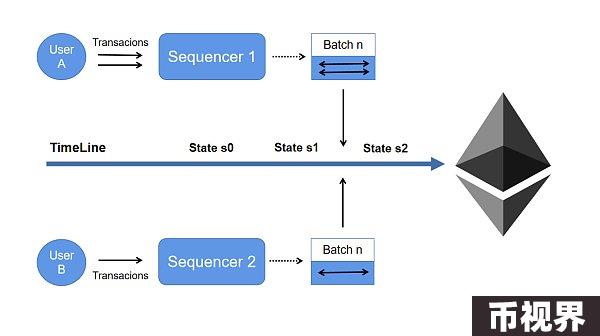 User
A
Transacions
Sequencer 1
Batch n
TimeLine
State s0
State s1
State s2
User
B
Transacions
Sequencer 2
Batch n
币视界